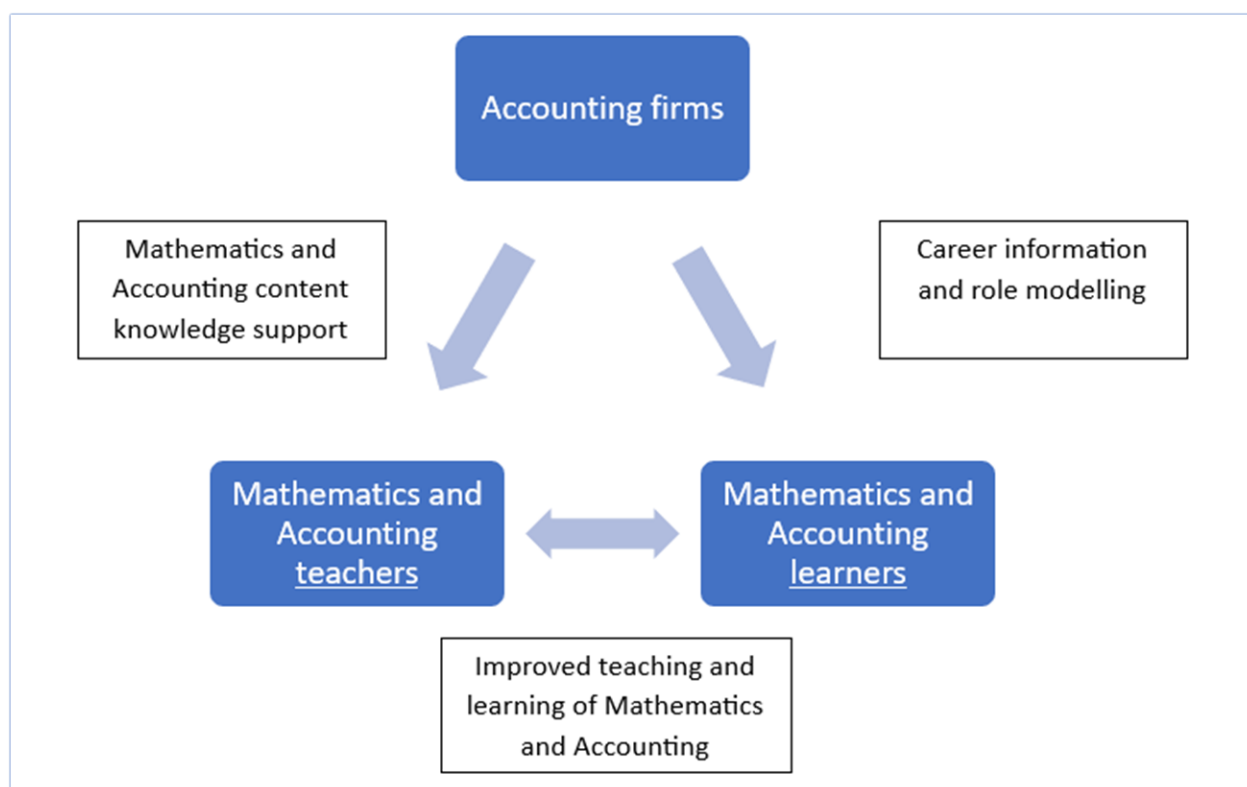 Accounting firms
Mathematics and
Accounting content
knowledge support
Career information
and role modelling
Mathematics and
Accounting
teachers
Mathematics and
Accounting
learners
Improved teaching and
learning of Mathematics
and Accounting